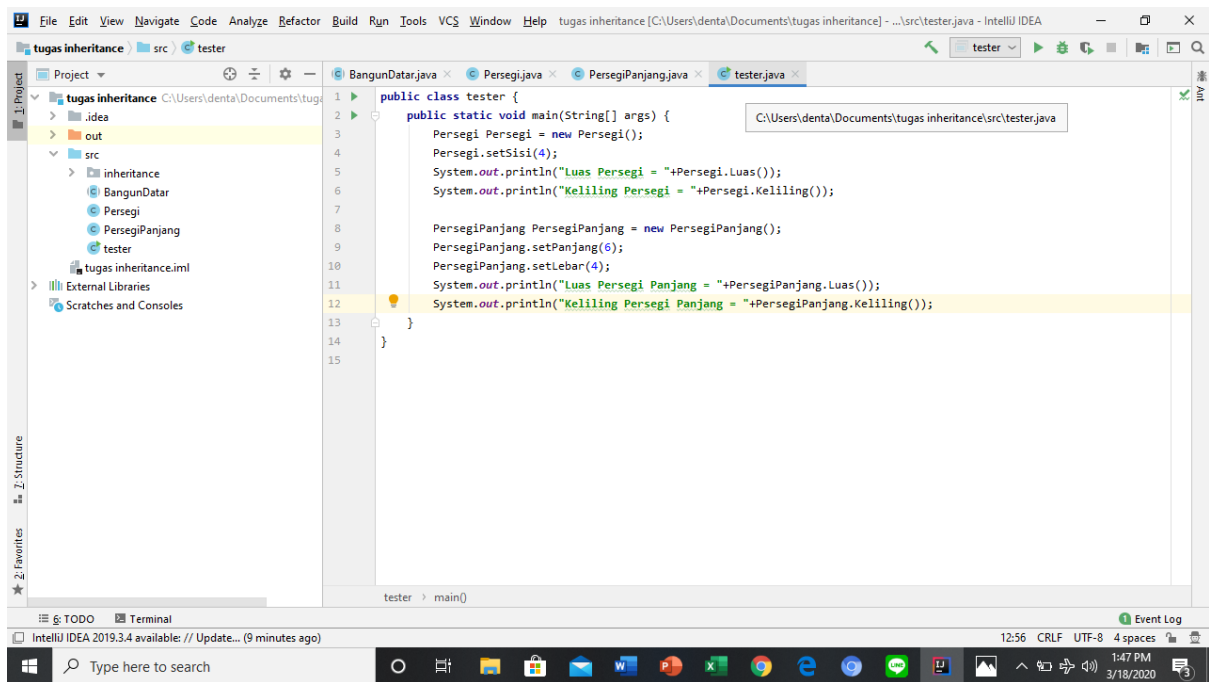 File Edit View Navigate Code Analyze Refactor Build Run Tools VCS Window Help tugas inheritance [C:\Users\denta\Documents\tugas inheritance] - ...\src\tester.java - IntelliJ IDEA
tugas inheritance src tester
tester
Project
BangunDatar.java Persegi.java PersegiPanjang.java tester.java
1: Project
Ant
tugas inheritance C:\Users\denta\Documents\tuga
.idea
out
src
inheritance
BangunDatar
Persegi
PersegiPanjang
tester
tugas inheritance.iml
External Libraries
Scratches and Consoles
1 public class tester {
2 public static void main(String[] args) {
C:\Users\denta\Documents\tugas inheritance\src\tester.java
3 Persegi Persegi = new Persegi();
4 Persegi.setSisi(4);
5 System.out.println("Luas Persegi = "+Persegi.Luas());
6 System.out.println("Keliling Persegi = "+Persegi.Keliling());
7
8 PersegiPanjang PersegiPanjang = new PersegiPanjang();
9 PersegiPanjang.setPanjang(6);
10 PersegiPanjang.setLebar(4);
11 System.out.println("Luas Persegi Panjang = "+PersegiPanjang.Luas());
12 System.out.println("Keliling Persegi Panjang = "+PersegiPanjang.Keliling());
13 }
14 }
15
7: Structure
2: Favorites
tester › main()
6: TODO Terminal
1 Event Log
IntelliJ IDEA 2019.3.4 available: // Update... (9 minutes ago)
12:56 CRLF UTF-8 4 spaces
Type here to search
1:47 PM
3/18/2020
3